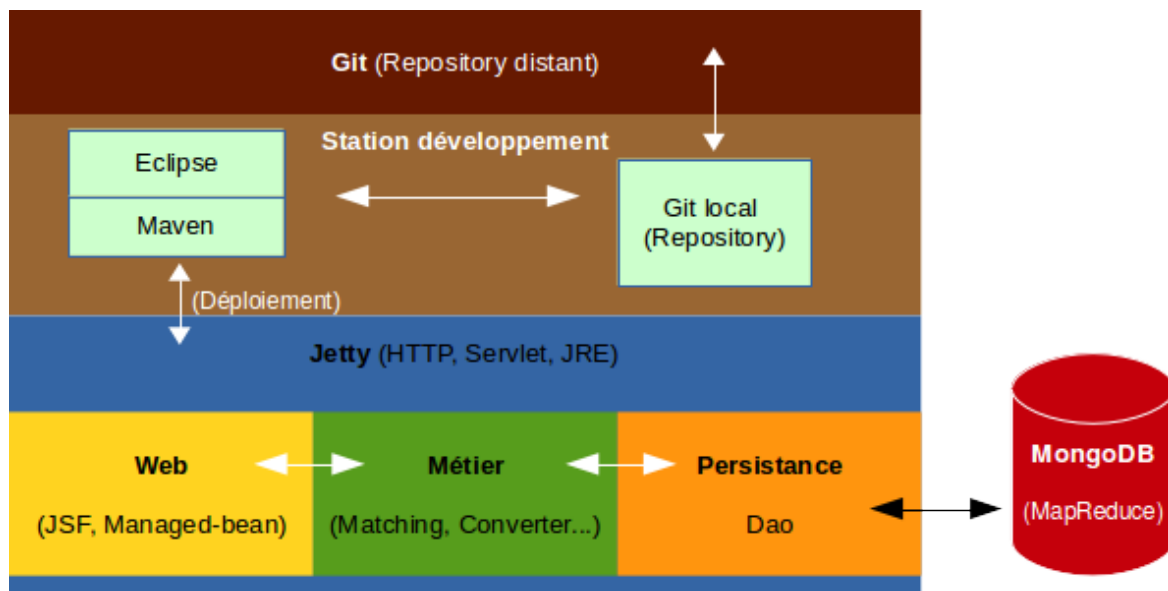 Git (Repository distant)
Station développement
Eclipse
Maven
Git local
(Repository)
(Déploiement)
Jetty (HTTP, Servlet, JRE)
Web
(JSF, Managed-bean)
Métier
(Matching, Converter...)
Persistance
Dao
MongoDB
(MapReduce)